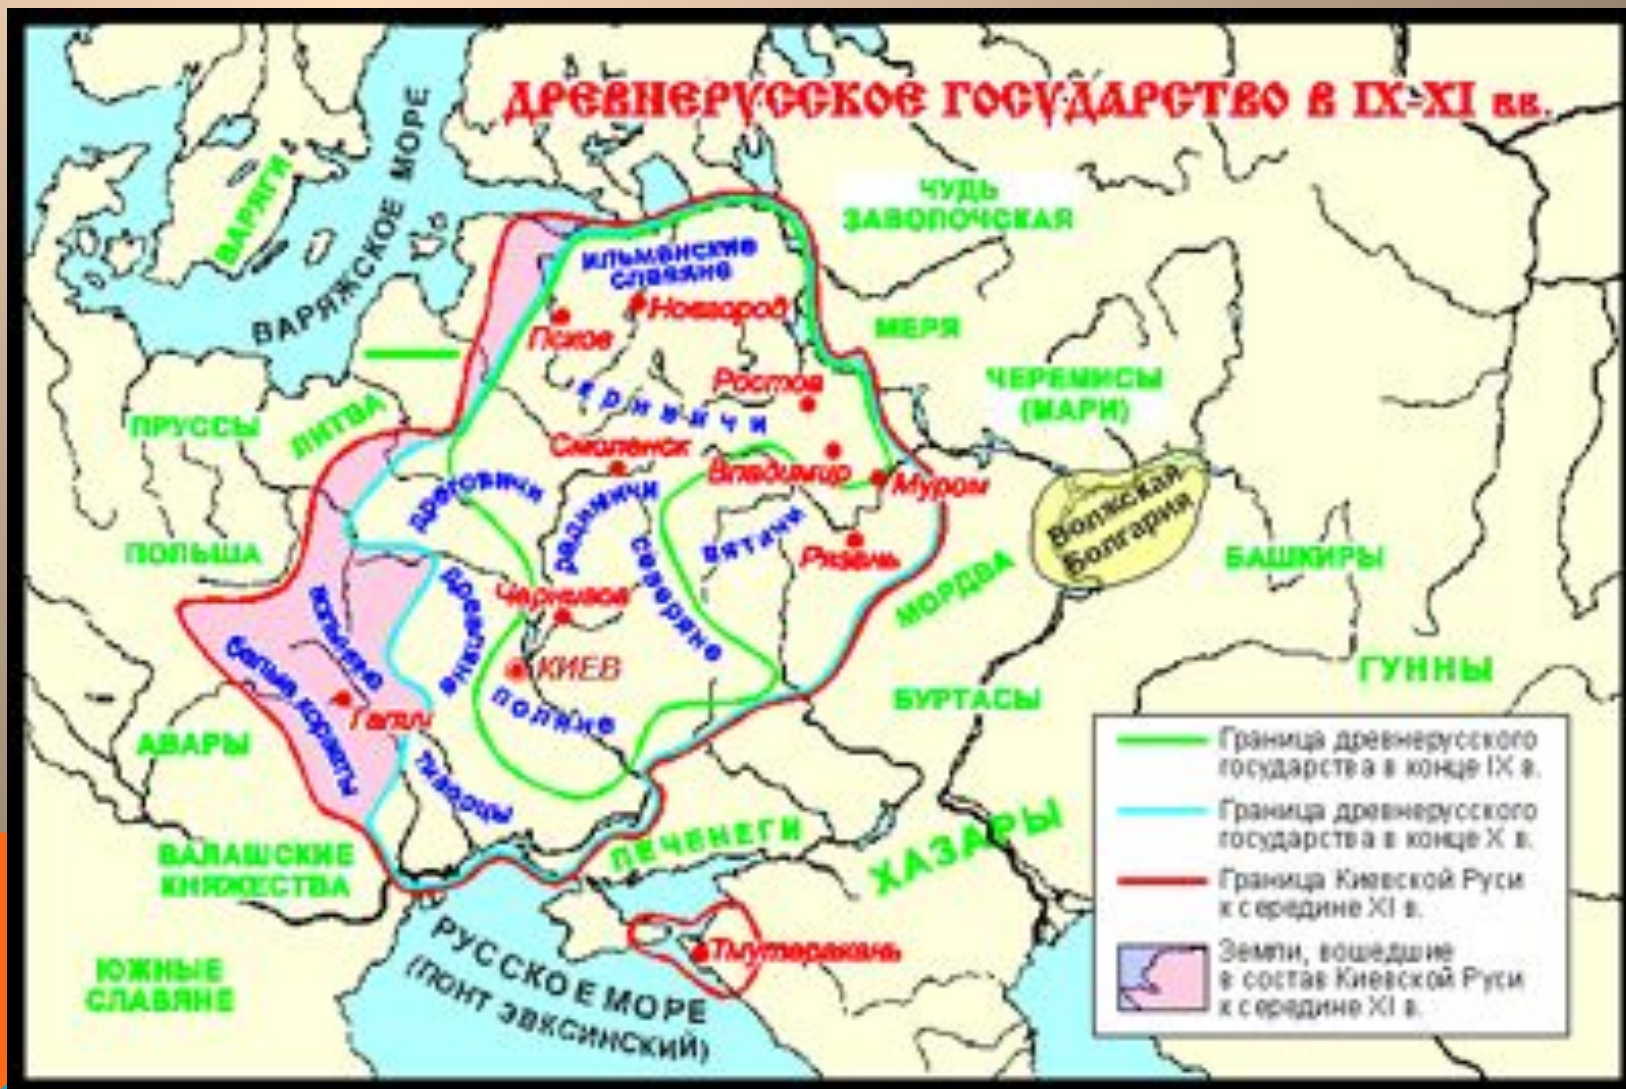 ДРЕВНЕРУССКОЕ ГОСУДАРСТВО В IX-XI вв.
ВАРЯГИ
ВАРЯЖСКОЕ МОРЕ
ЧУДЬ
ЗАВОЛОЧСКАЯ
ИЛЬМЕНСКИЕ
СЛАВЯНЕ
Новгород
Псков
МЕРЯ
Ростов
кривичи
ЧЕРЕМИСЫ
(МАРИ)
ПРУССЫ
ЛИТВА
Смоленск
Владимир
Муром
дреговичи
радимичи
вятичи
Рязань
Волжская
Болгария
ПОЛЬША
северяне
БАШКИРЫ
МОРДВА
Чернигов
древляне
волыняне
белые хорваты
КИЕВ
ГУННЫ
БУРТАСЫ
поляне
Галич
АВАРЫ
тиверцы
ПЕЧЕНЕГИ
ХАЗАРЫ
ВАЛАШСКИЕ
КНЯЖЕСТВА
ЮЖНЫЕ
СЛАВЯНЕ
РУССКОЕ МОРЕ
(ПОНТ ЭВКСИНСКИЙ)
Тмутаракань
Граница древнерусского
государства в конце IX в.
Граница древнерусского
государства в конце X в.
Граница Киевской Руси
к середине XI в.
Земли, вошедшие
в состав Киевской Руси
к середине XI в.